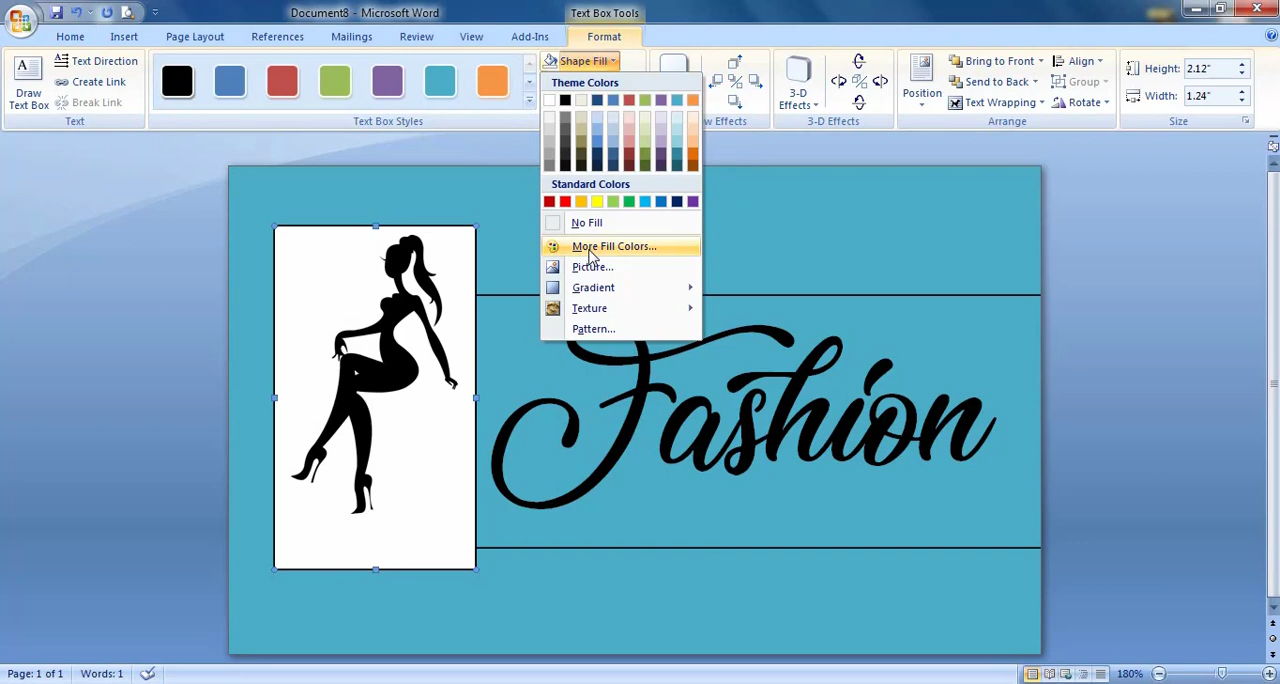 Document8 - Microsoft Word
Text Box Tools
Home Insert Page Layout References Mailings Review View Add-Ins Format
Draw Text Box
Text Direction
Create Link
Break Link
Text
Text Box Styles
Shape Fill
Theme Colors
Standard Colors
No Fill
More Fill Colors...
Picture...
Gradient
Texture
Pattern...
w Effects
3-D Effects
3-D Effects
Position
Bring to Front
Send to Back
Text Wrapping
Align
Group
Rotate
Arrange
Height: 2.12"
Width: 1.24"
Size
Fashion
Page: 1 of 1 Words: 1 180%